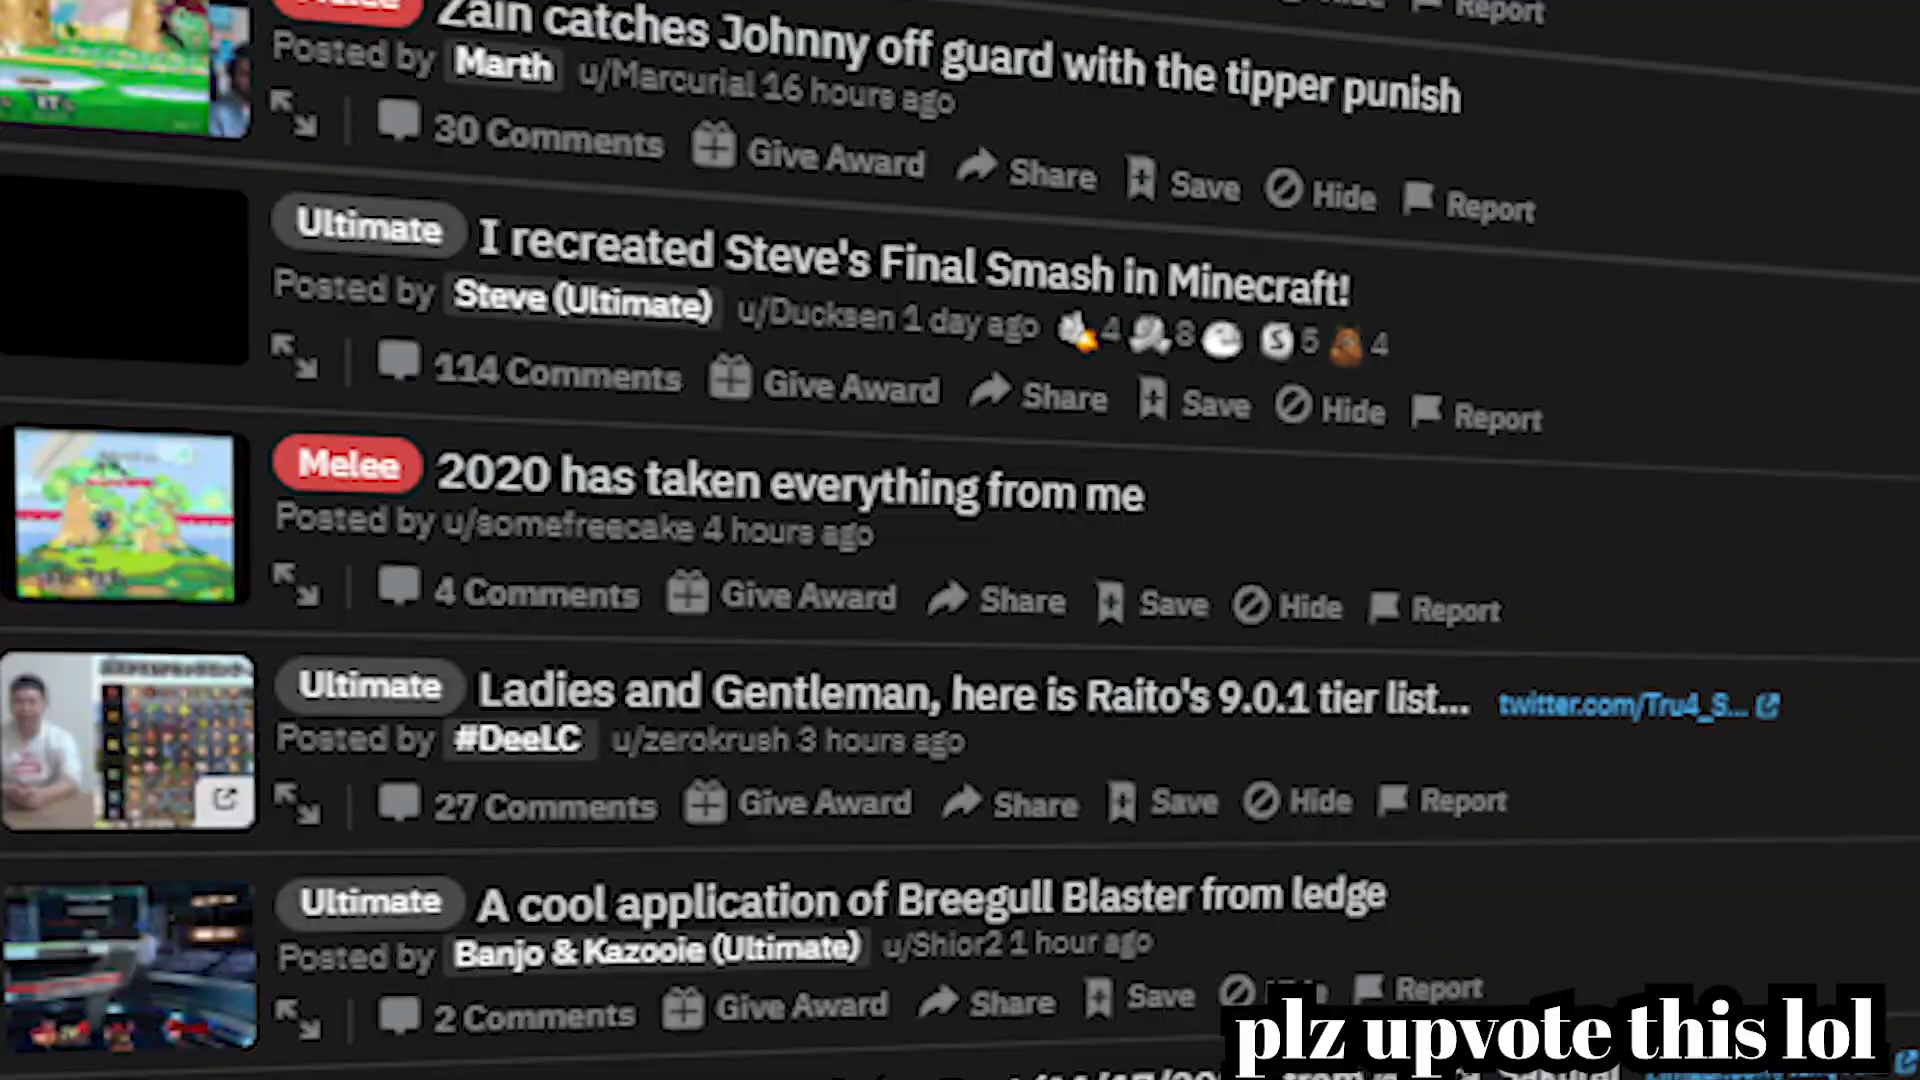 Report
Melee Zain catches Johnny off guard with the tipper punish
Posted by Marth u/Marcurial 16 hours ago
30 Comments Give Award Share Save Hide Report
Ultimate I recreated Steve's Final Smash in Minecraft!
Posted by Steve (Ultimate) u/Ducksen 1 day ago 4 8 S 5 4
114 Comments Give Award Share Save Hide Report
Melee 2020 has taken everything from me
Posted by u/somefreecake 4 hours ago
4 Comments Give Award Share Save Hide Report
Ultimate Ladies and Gentleman, here is Raito's 9.0.1 tier list... twitter.com/Tru4_S...
Posted by #DeeLC u/zerokrush 3 hours ago
27 Comments Give Award Share Save Hide Report
Ultimate A cool application of Breegull Blaster from ledge
Posted by Banjo & Kazooie (Ultimate) u/Shior2 1 hour ago
2 Comments Give Award Share Save Report
plz upvote this lol